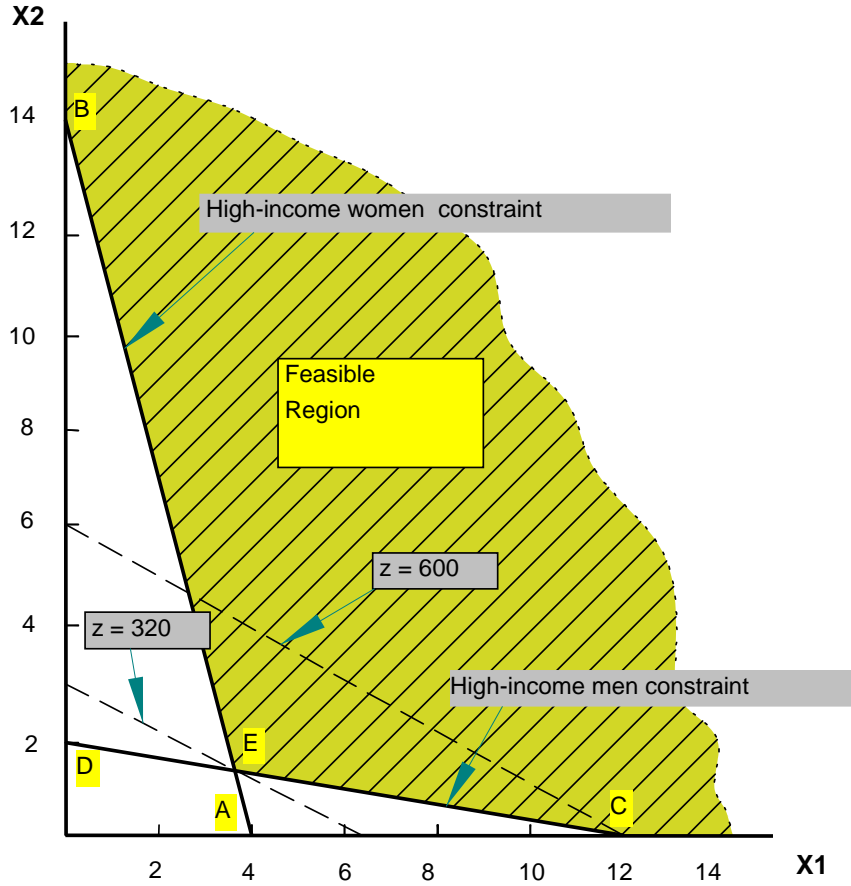 X2
14
B
High-income women constraint
12
10
Feasible
Region
8
6
z = 600
4
z = 320
High-income men constraint
2
E
D
A
C
2
4
6
8
10
12
14
X1